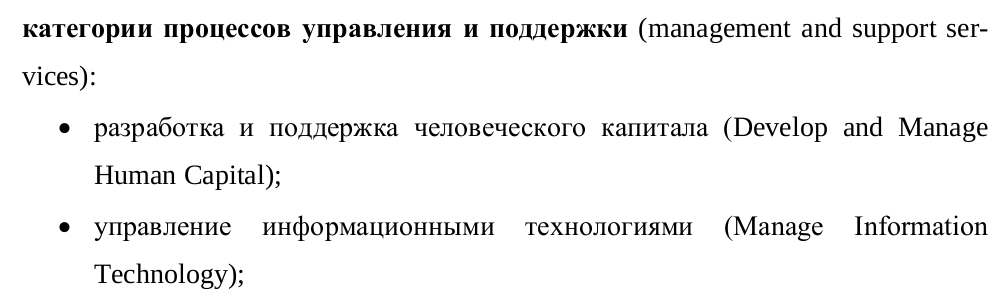 категории процессов управления и поддержки (management and support ser-
vices):
• разработка и поддержка человеческого капитала (Develop and Manage
Human Capital);
• управление информационными технологиями (Manage Information
Technology);